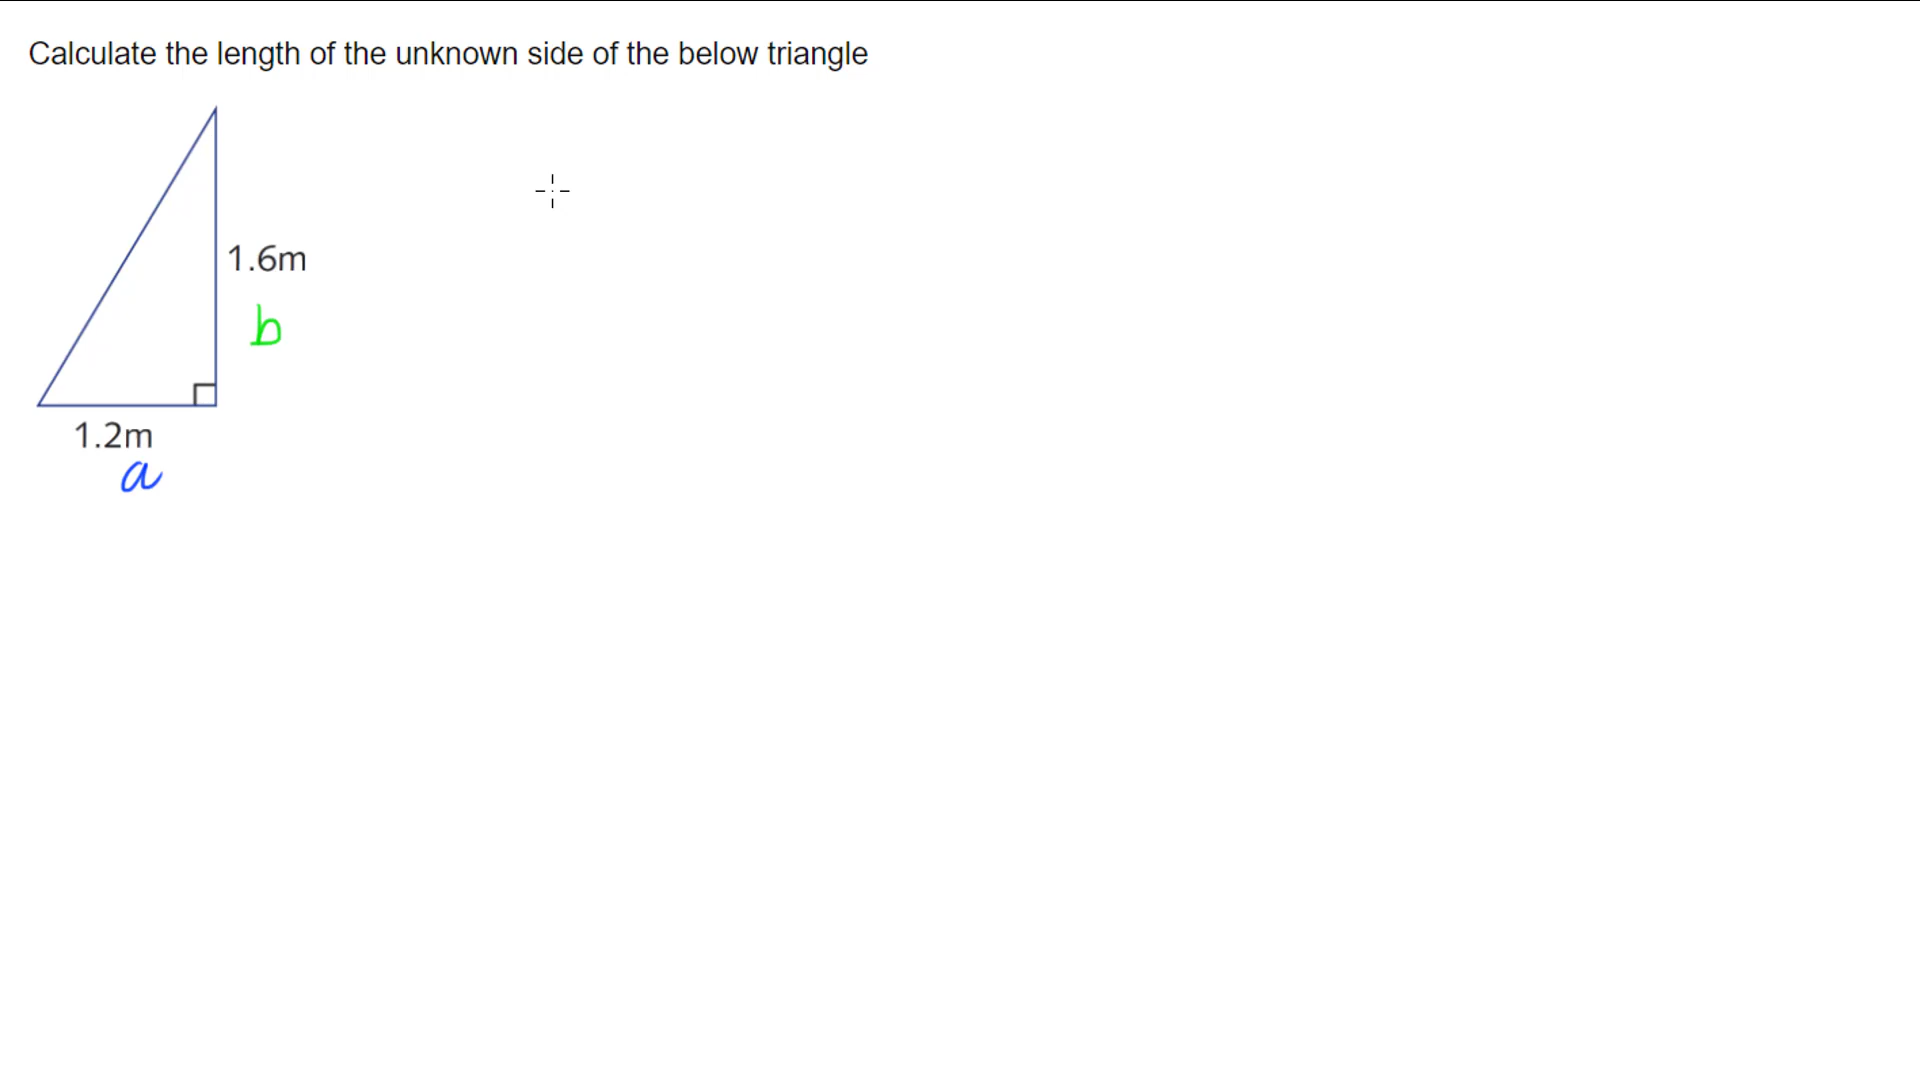 Calculate the length of the unknown side of the below triangle
1.6m
b
1.2m
a